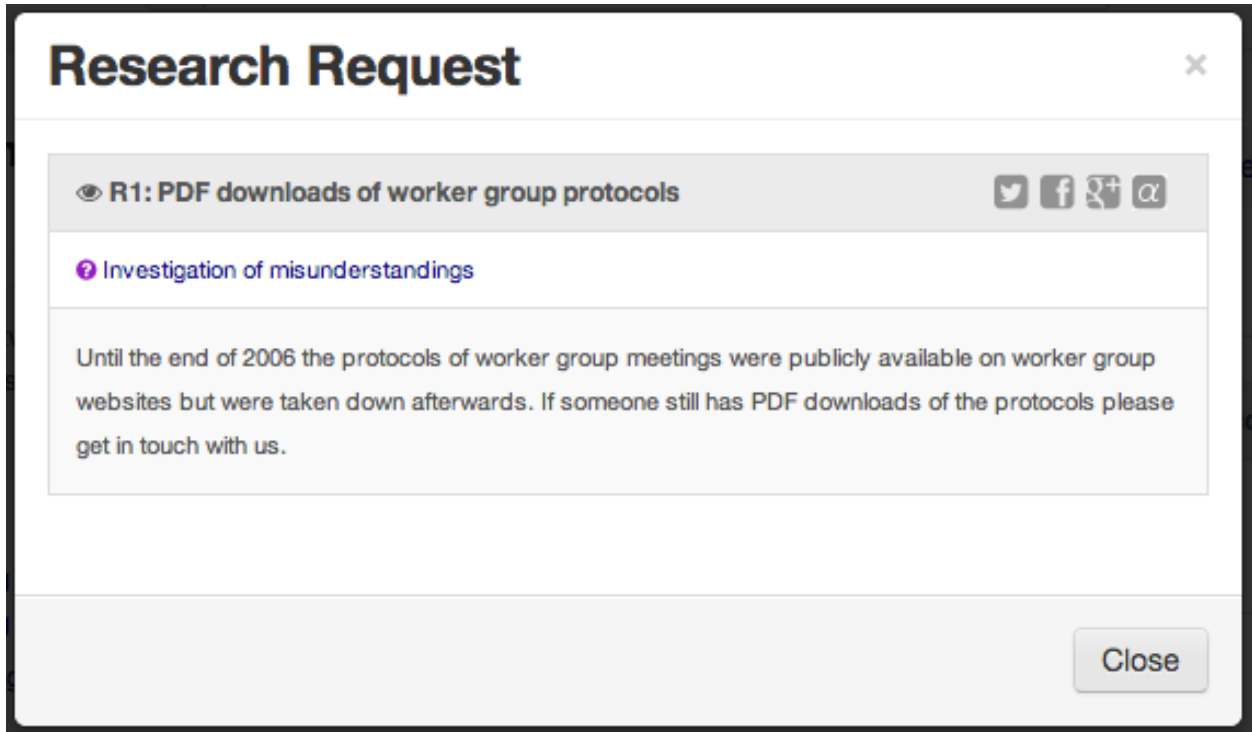 Research Request
×
R1: PDF downloads of worker group protocols
Investigation of misunderstandings
Until the end of 2006 the protocols of worker group meetings were publicly available on worker group
websites but were taken down afterwards. If someone still has PDF downloads of the protocols please
get in touch with us.
Close